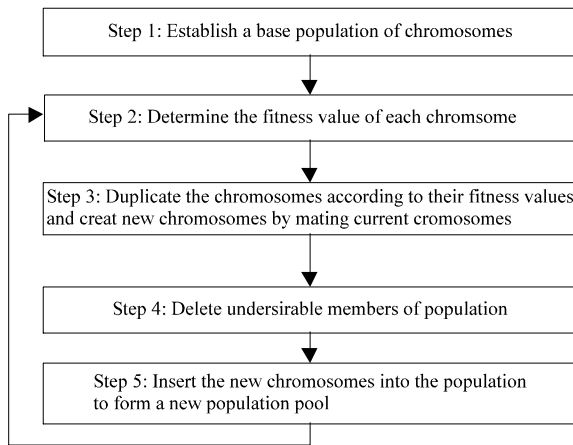 Step 1: Establish a base population of chromosomes
Step 2: Determine the fitness value of each chromsome
Step 3: Duplicate the chromosomes according to their fitness values
and creat new chromosomes by mating current cromosomes
Step 4: Delete undersirable members of population
Step 5: Insert the new chromosomes into the population
to form a new population pool